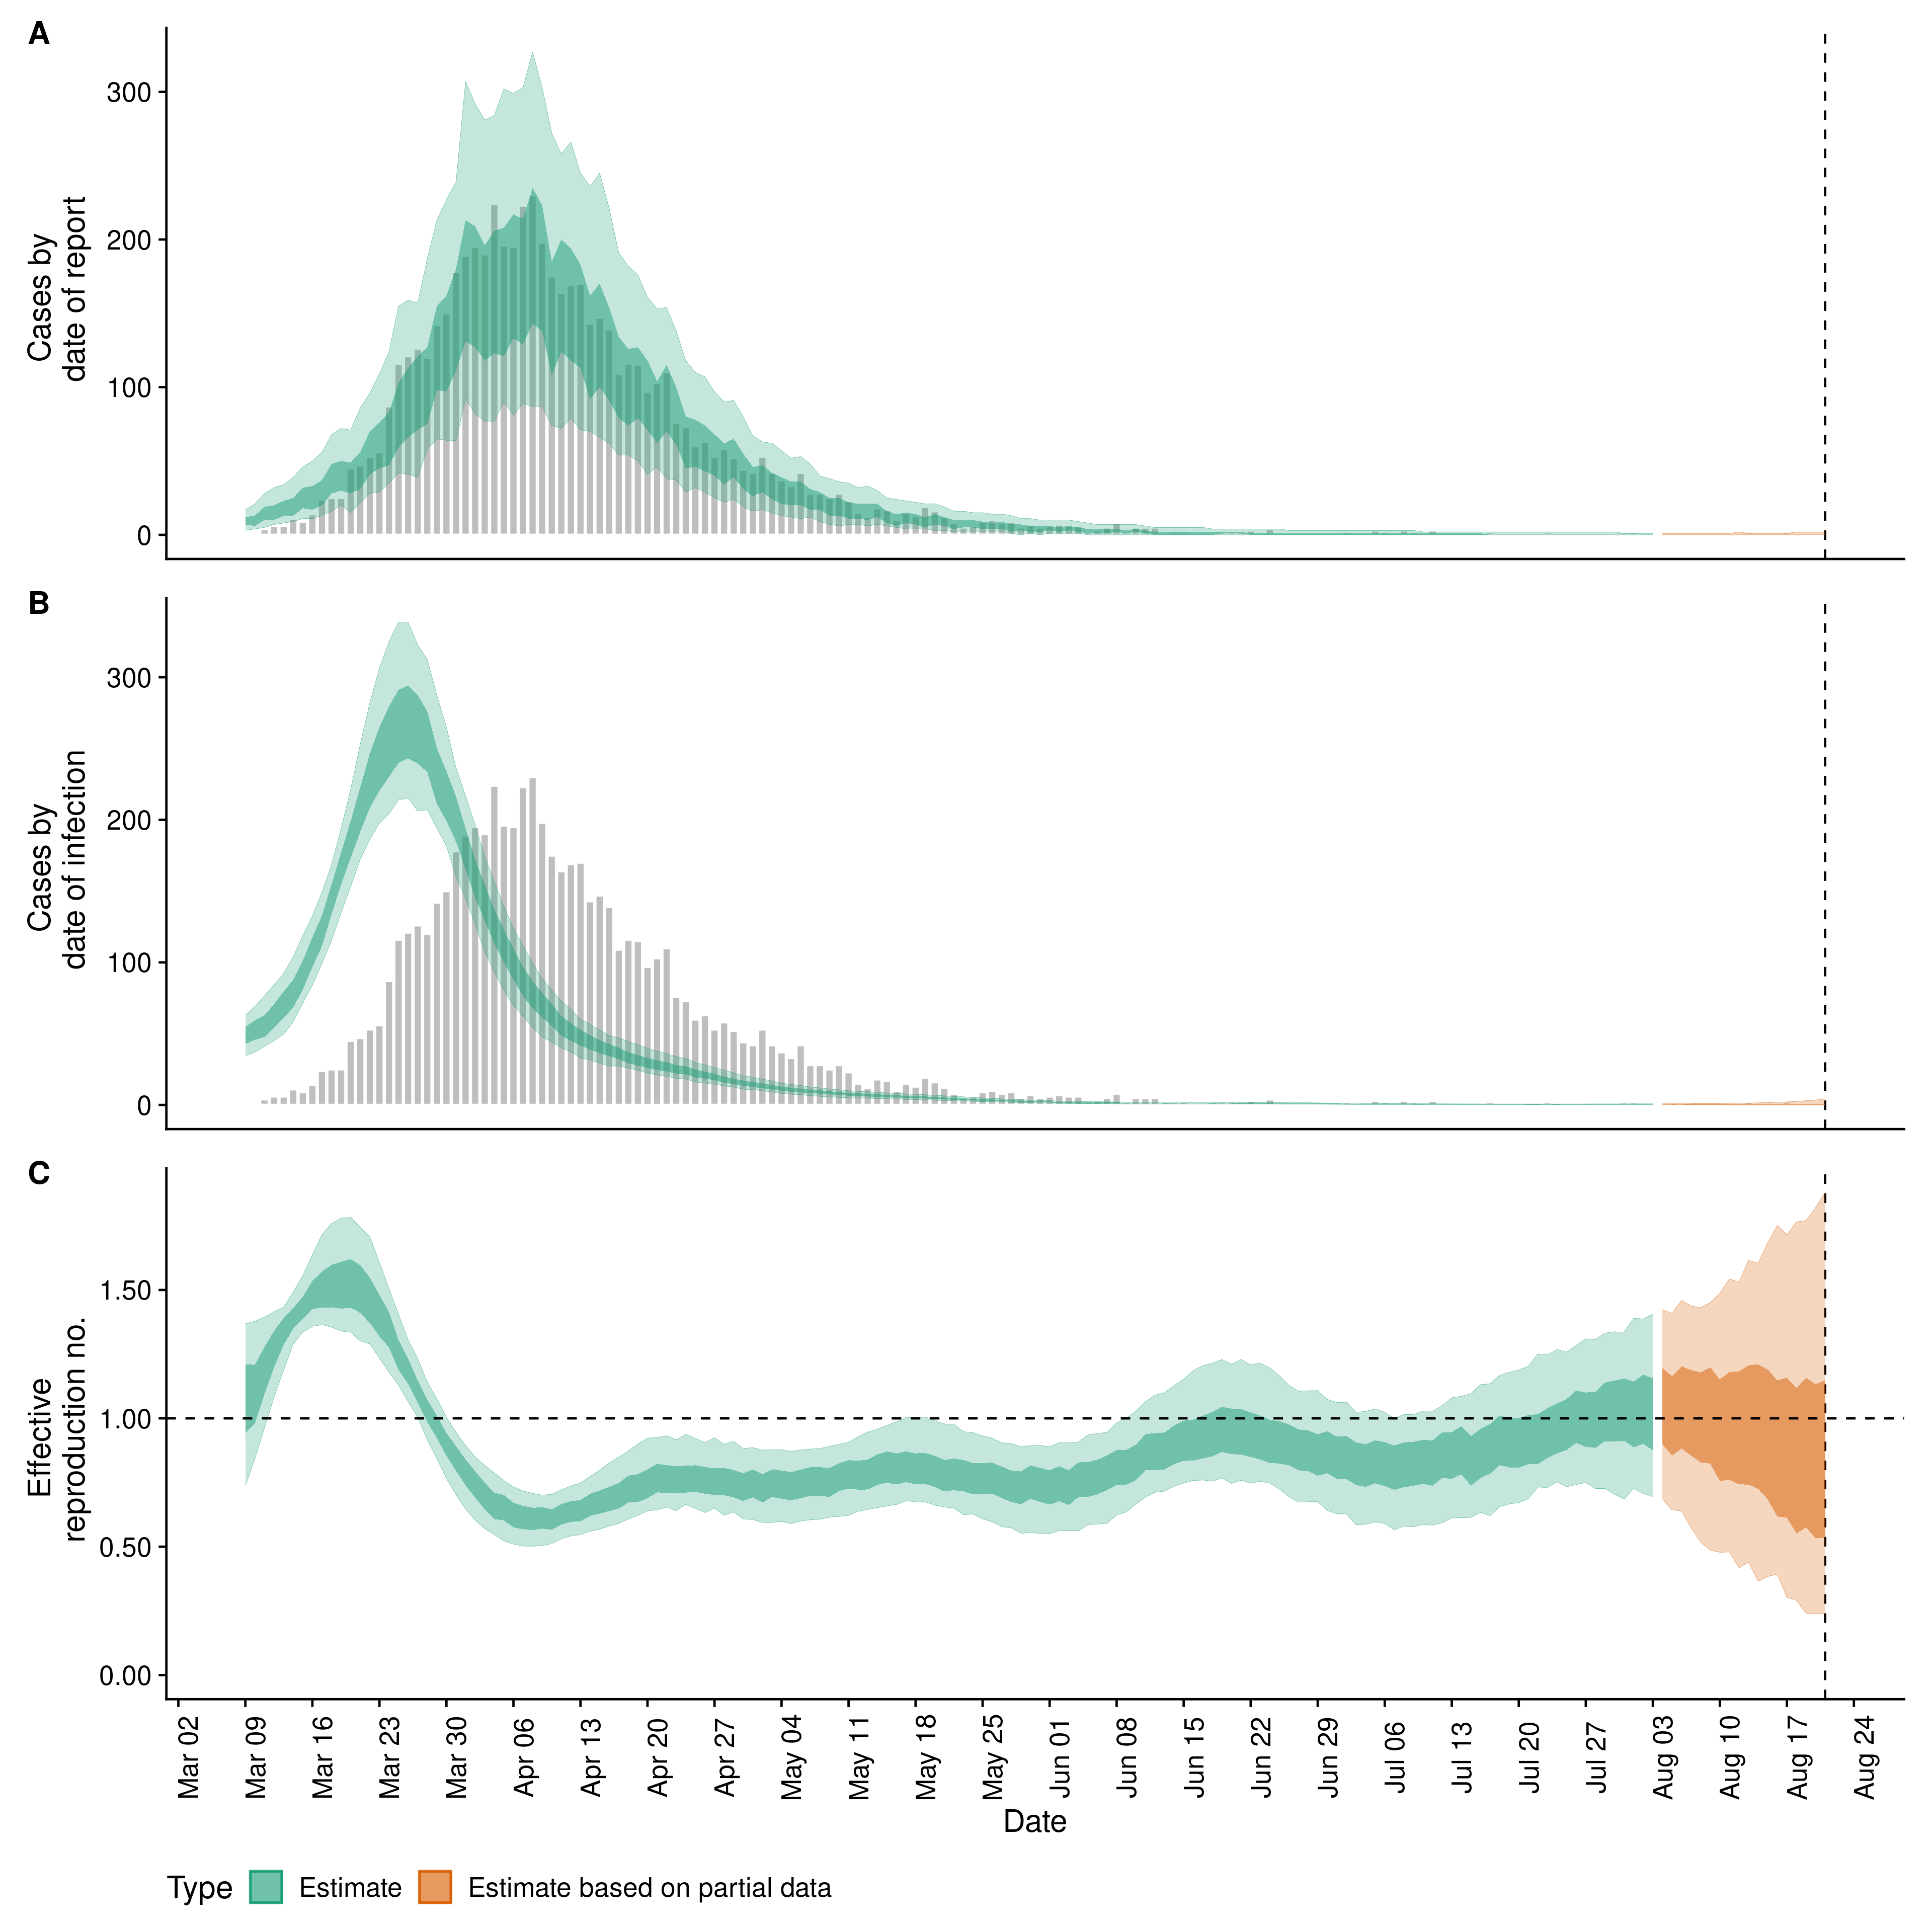 A
300
200
100
0
Cases by
date of report
B
300
200
100
0
Cases by
date of infection
C
1.50
1.00
0.50
0.00
Effective
reproduction no.
Mar 02
Mar 09
Mar 16
Mar 23
Mar 30
Apr 06
Apr 13
Apr 20
Apr 27
May 04
May 11
May 18
May 25
Jun 01
Jun 08
Jun 15
Jun 22
Jun 29
Jul 06
Jul 13
Jul 20
Jul 27
Aug 03
Aug 10
Aug 17
Aug 24
Date
Type Estimate Estimate based on partial data